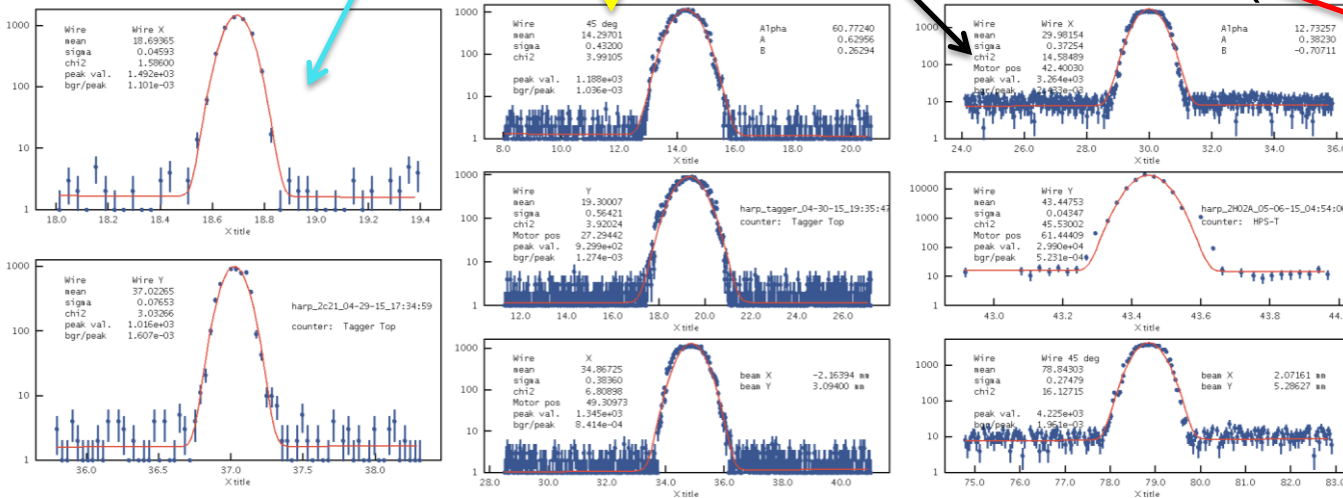 Wire Wire X
mean 18.69365
sigma 0.04593
chi2 1.58600
peak val. 1.492e+03
bgr/peak 1.101e-03
1000
100
10
1
18.0 18.2 18.4 18.6 18.8 19.0 19.2 19.4
X title
Wire Wire Y
mean 37.02265
sigma 0.07653
chi2 3.03266
peak val. 1.016e+03
bgr/peak 1.607e-03
harp_2c21_04-29-15_17:34:59
counter: Tagger Top
1000
100
10
1
36.0 36.5 37.0 37.5 38.0
X title
Wire 45 deg
mean 14.29701
sigma 0.43200
chi2 3.99105
peak val. 1.188e+03
bgr/peak 1.036e-03
Alpha 60.77240
A 0.62956
B 0.26294
1000
100
10
1
8.0 10.0 12.0 14.0 16.0 18.0 20.0
X title
Wire Y
mean 19.30007
sigma 0.56421
chi2 3.92024
Motor pos 27.29442
peak val. 9.299e+02
bgr/peak 1.274e-03
harp_tagger_04-30-15_19:35:47
counter: Tagger Top
1000
100
10
1
12.0 14.0 16.0 18.0 20.0 22.0 24.0 26.0
X title
Wire X
mean 34.86725
sigma 0.38360
chi2 6.80898
Motor pos 49.30973
peak val. 1.345e+03
bgr/peak 8.414e-04
beam X -2.16394 mm
beam Y 3.09400 mm
1000
100
10
1
28.0 30.0 32.0 34.0 36.0 38.0 40.0
X title
Wire Wire X
mean 29.98154
sigma 0.37254
chi2 14.58489
Motor pos 42.40030
peak val. 3.264e+03
bgr/peak
Alpha 12.73257
A 0.38230
B -0.70711
1000
100
10
1
24.0 26.0 28.0 30.0 32.0 34.0 36.0
X title
Wire Wire Y
mean 43.44753
sigma 0.04347
chi2 45.53002
Motor pos 61.44409
peak val. 2.990e+04
bgr/peak 5.231e-04
harp_2H02A_05-06-15_04:54:0
counter: HPS-T
10000
1000
100
10
1
43.0 43.2 43.4 43.6 43.8 44.
X title
Wire Wire 45 deg
mean 78.84303
sigma 0.27479
chi2 16.12715
peak val. 4.225e+03
bgr/peak 1.961e-03
beam X 2.07161 mm
beam Y 5.28627 mm
1000
100
10
1
75.0 76.0 77.0 78.0 79.0 80.0 81.0 82.0 83.
X title